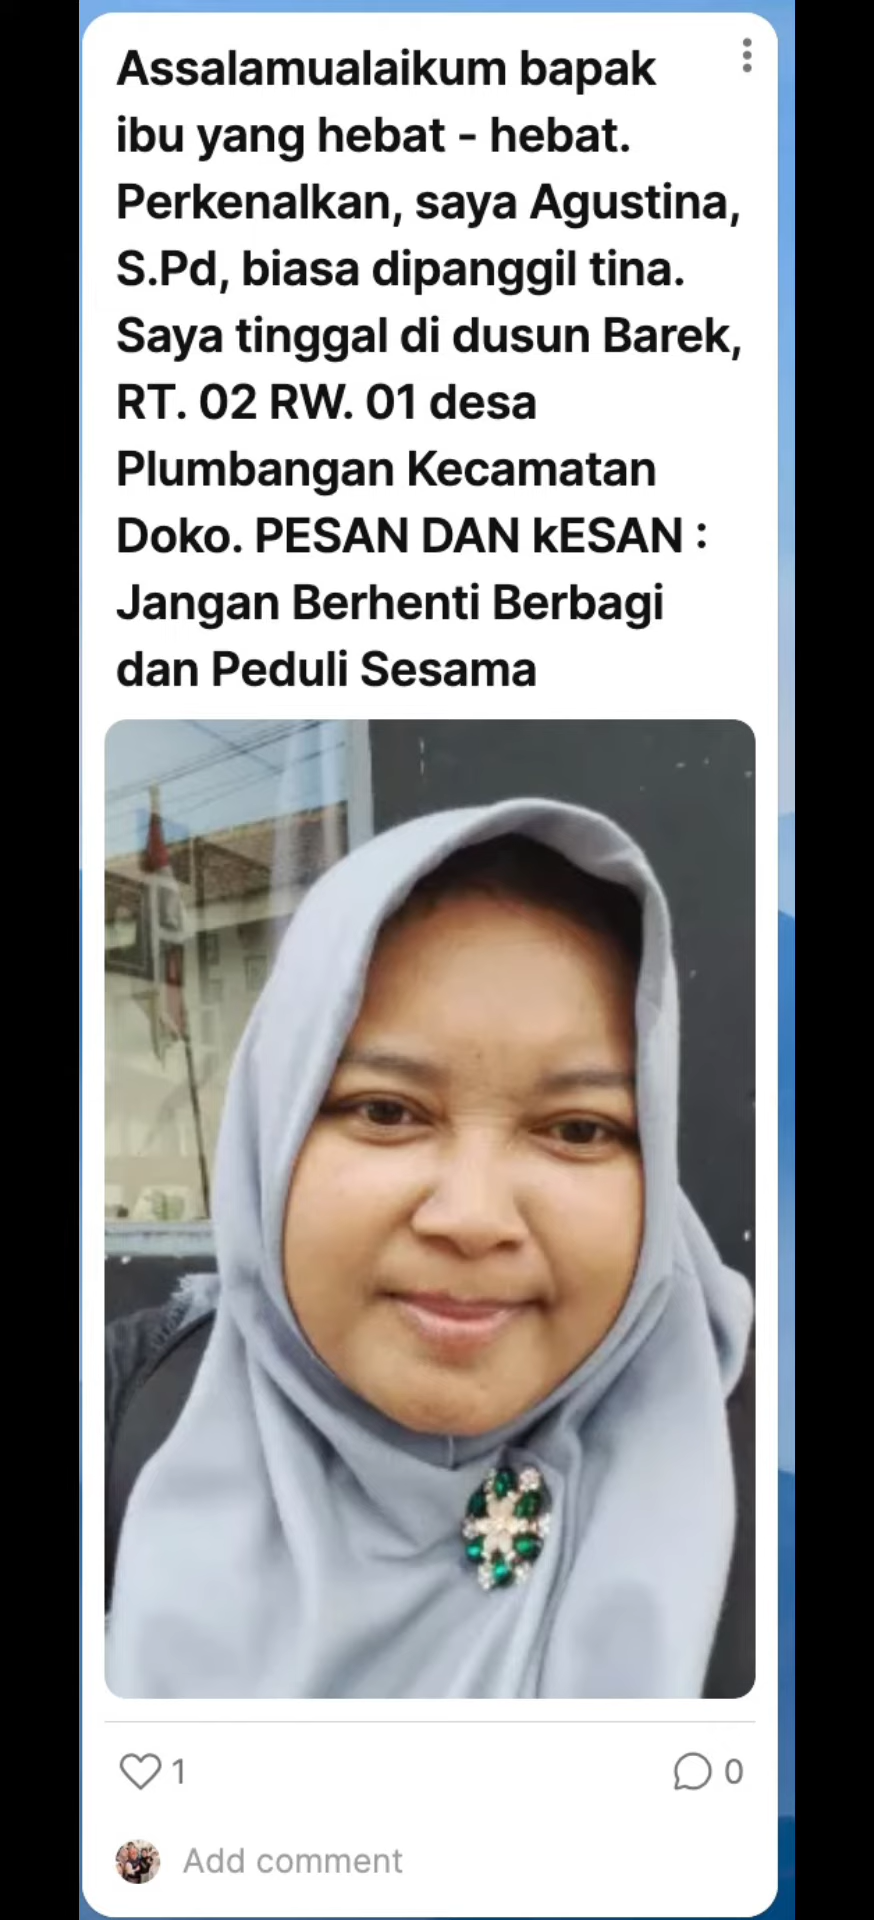 Assalamualaikum bapak
ibu yang hebat - hebat.
Perkenalkan, saya Agustina,
S.Pd, biasa dipanggil tina.
Saya tinggal di dusun Barek,
RT. 02 RW. 01 desa
Plumbangan Kecamatan
Doko. PESAN DAN kESAN :
Jangan Berhenti Berbagi
dan Peduli Sesama
1
0
Add comment